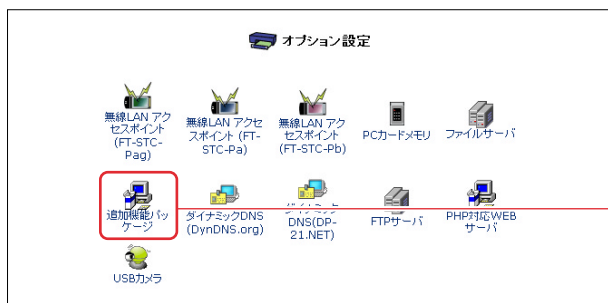 オプション設定
無線LAN アク
セスポイント
(FT-STC-
Pag)
無線LAN アクセ
スポイント (FT-
STC-Pa)
無線LAN アク
セスポイント
(FT-STC-Pb)
PCカードメモリ
ファイルサーバ
追加機能パッ
ケージ
ダイナミックDNS
(DynDNS.org)
ダイナミック
DNS(DP-
21.NET)
FTPサーバ
PHP対応WEB
サーバ
USBカメラ